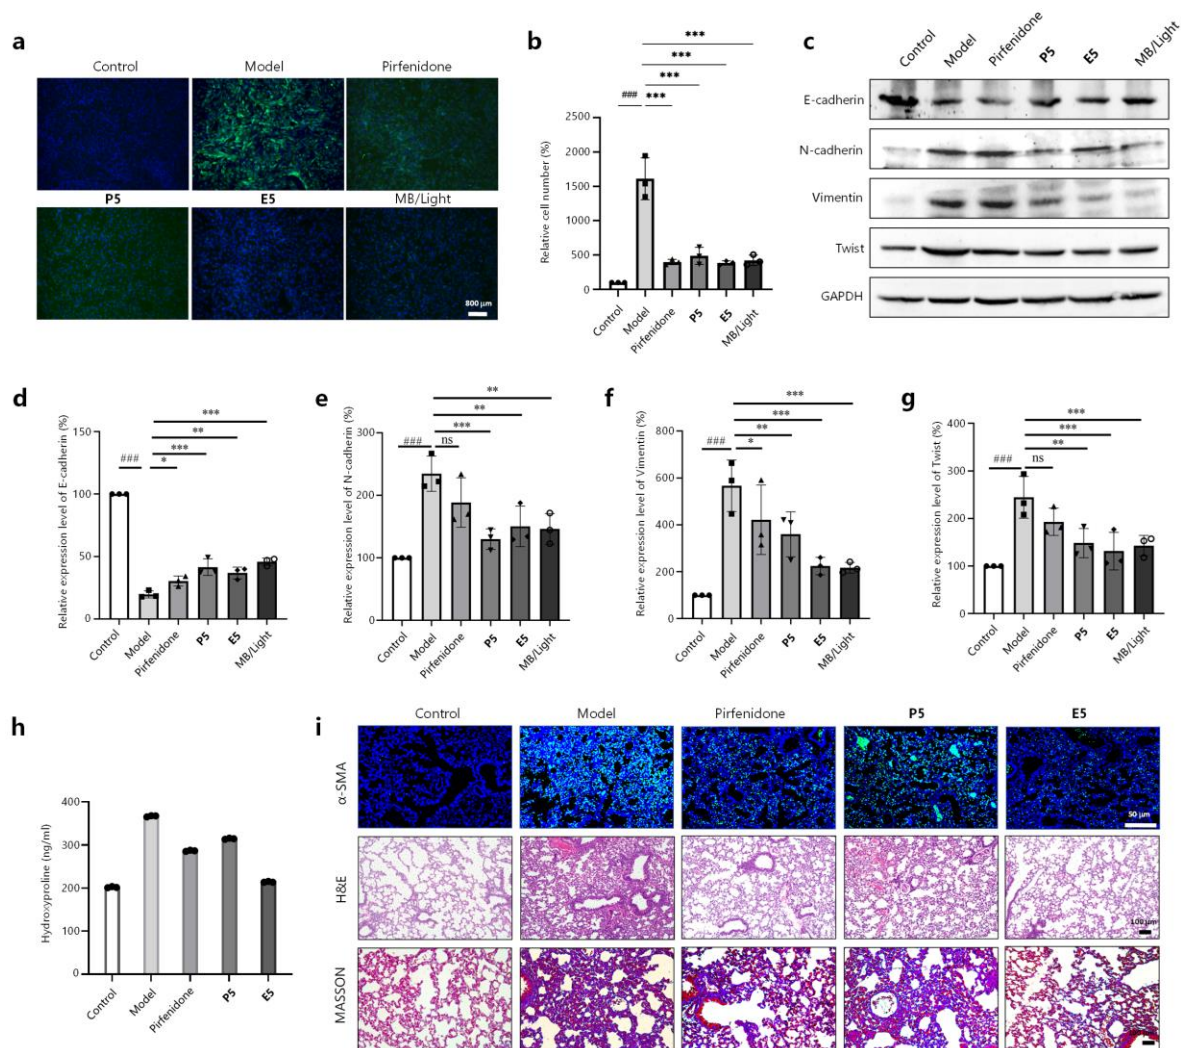 a
Control Model Pirfenidone
P5 E5 MB/Light
800 μm
b
*** 
***
***
### ***
Relative cell number (%)
2500
2000
1500
1000
500
0
Control Model Pirfenidone P5 E5 MB/Light
c
Control Model Pirfenidone P5 E5 MB/Light
E-cadherin
N-cadherin
Vimentin
Twist
GAPDH
d
***
**
***
### *
Relative expression level of E-cadherin (%)
150
100
50
0
Control Model Pirfenidone P5 E5 MB/Light
e
**
**
***
### ns
Relative expression level of N-cadherin (%)
300
200
100
0
Control Model Pirfenidone P5 E5 MB/Light
f
***
***
**
### *
Relative expression level of Vimentin (%)
800
600
400
200
0
Control Model Pirfenidone P5 E5 MB/Light
g
***
***
**
### ns
Relative expression level of Twist (%)
400
300
200
100
0
Control Model Pirfenidone P5 E5 MB/Light
h
Hydroxyproline (ng/ml)
400
300
200
100
0
Control Model Pirfenidone P5 E5
i
Control Model Pirfenidone P5 E5
α-SMA
50 μm
H&E
100 μm
MASSON